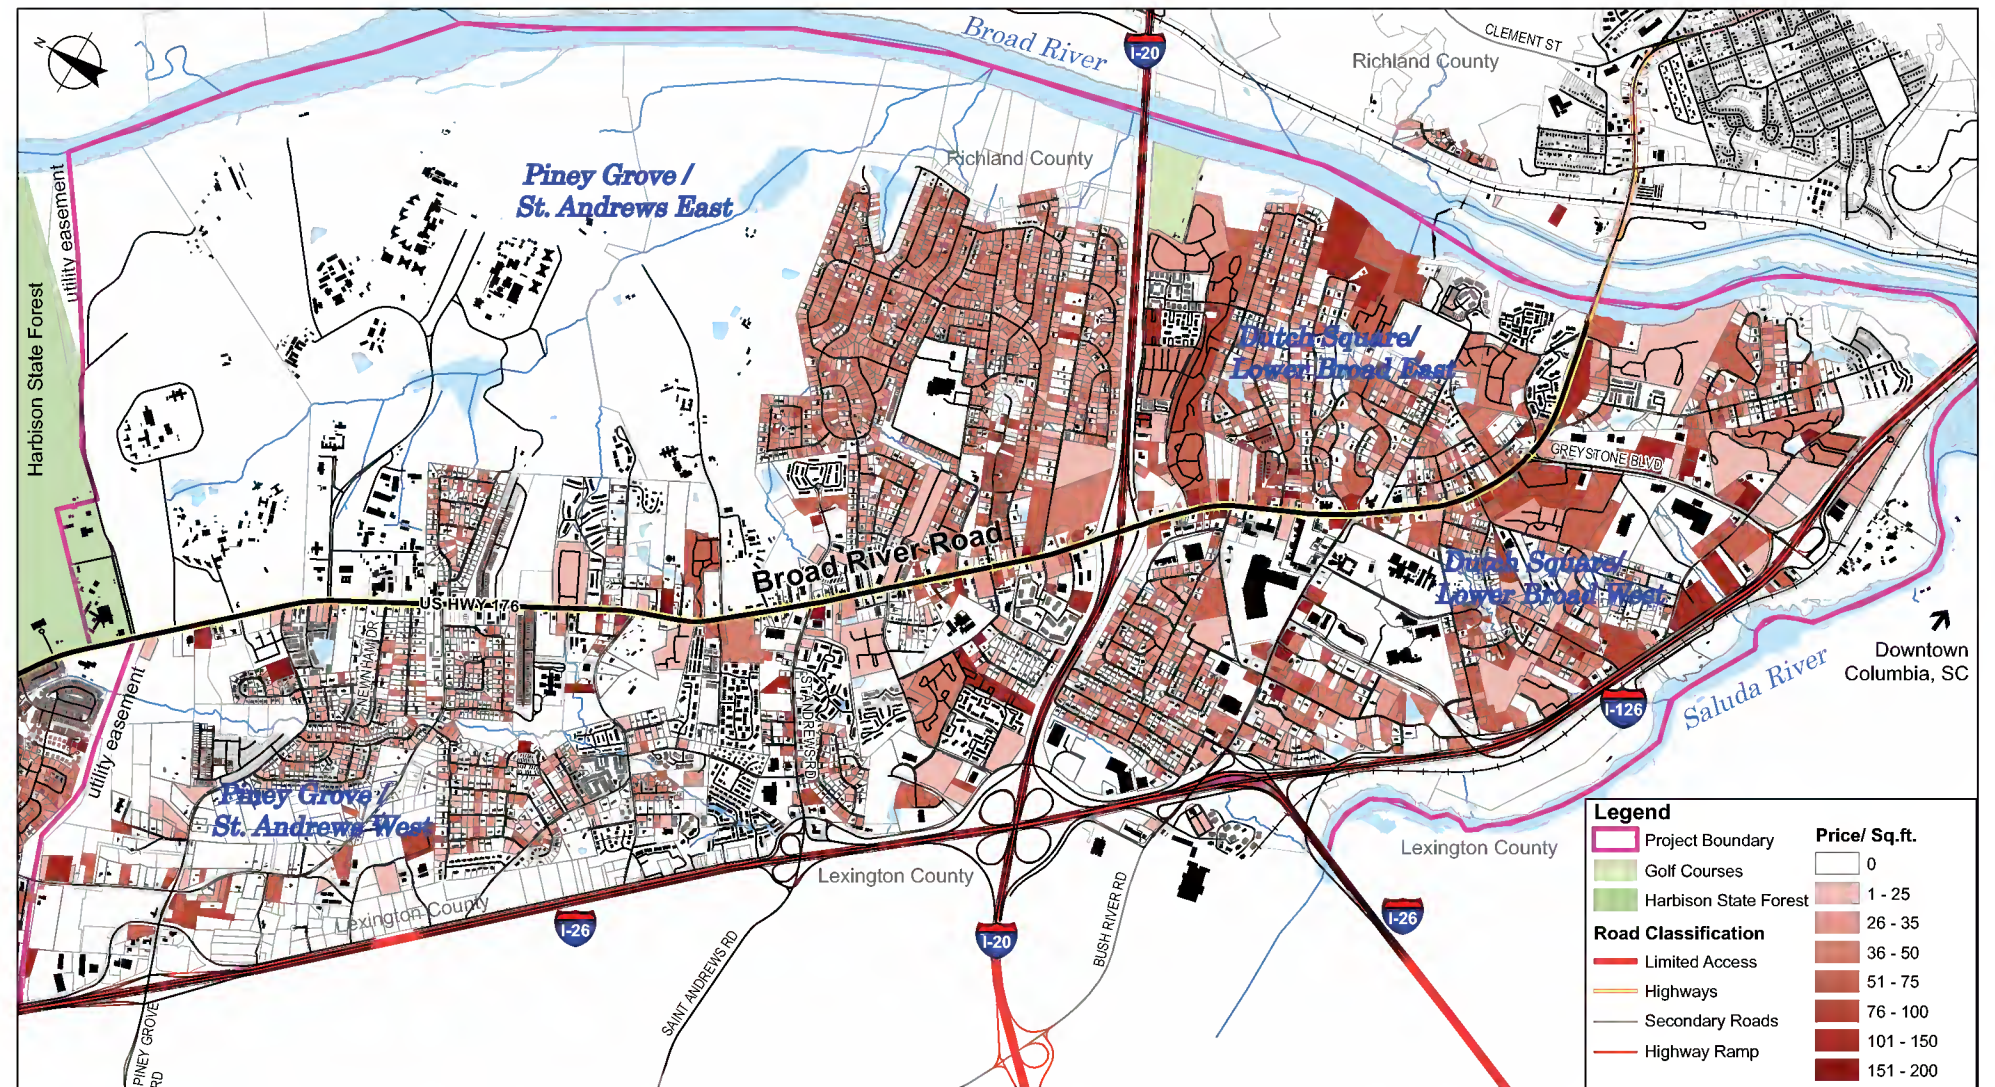 N
Broad River
I-20
CLEMENT ST
Richland County
Richland County
Piney Grove /
St. Andrews East
utility easement
Harbison State Forest
Dutch Square/
Lower Broad East
GREYSTONE BLVD
Broad River Road
US HWY 176
Dutch Square/
Lower Broad West
NEWNHAM DR
ST ANDREWS RD
utility easement
Downtown
Columbia, SC
Saluda River
I-126
Piney Grove /
St. Andrews West
Lexington County
Lexington County
Lexington County
I-26
I-20
I-26
SAINT ANDREWS RD
BUSH RIVER RD
PINEY GROVE
RD
Legend
Project Boundary
Golf Courses
Harbison State Forest
Road Classification
Limited Access
Highways
Secondary Roads
Highway Ramp
Price/ Sq.ft.
0
1 - 25
26 - 35
36 - 50
51 - 75
76 - 100
101 - 150
151 - 200